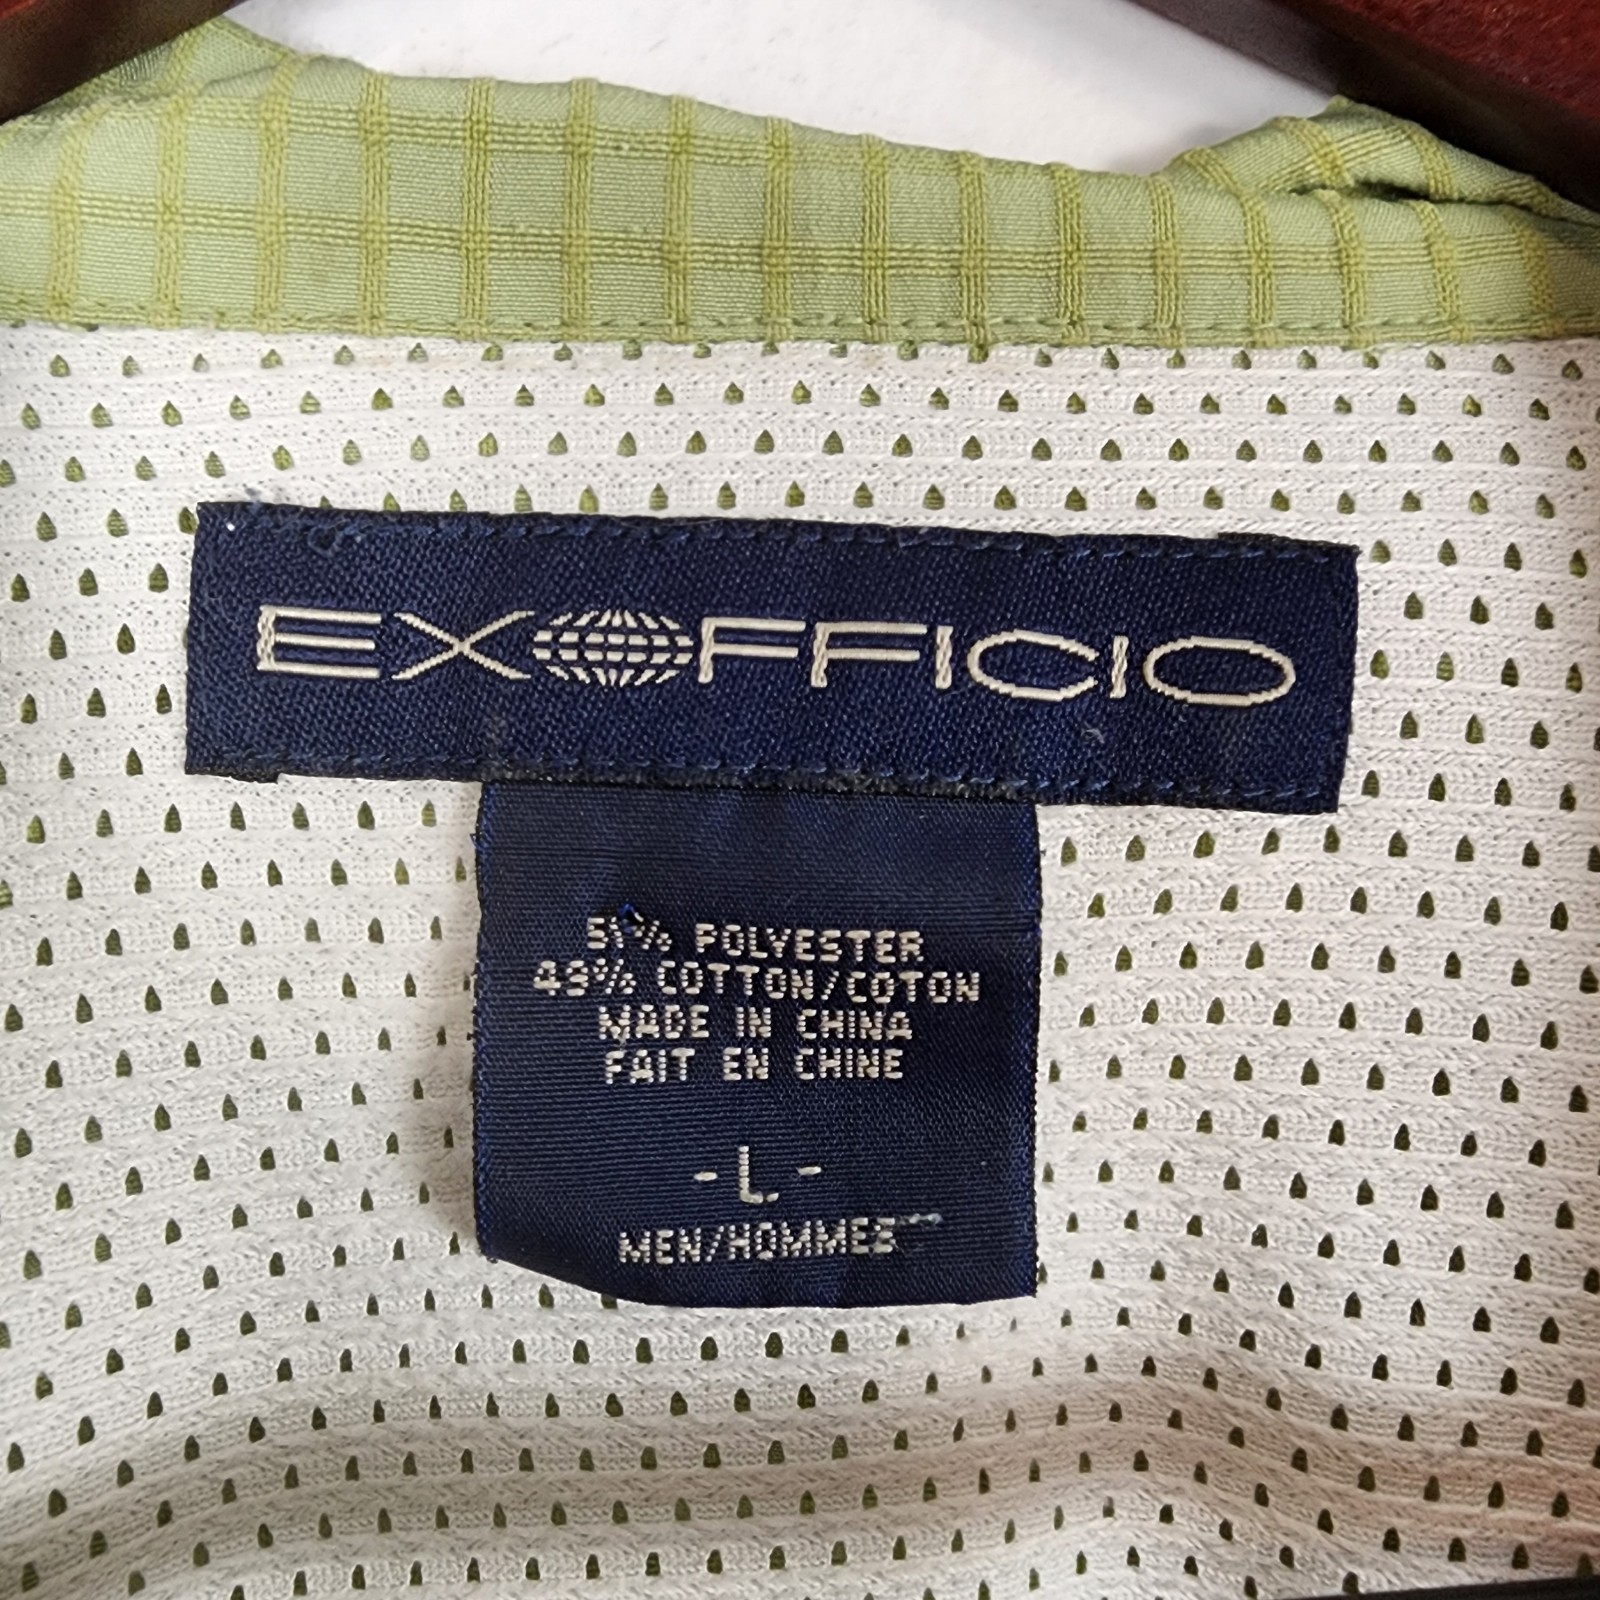 EXOFFICIO
51% POLYESTER
49% COTTON/COTON
MADE IN CHINA
FAIT EN CHINE
-L-
MEN/HOMMES